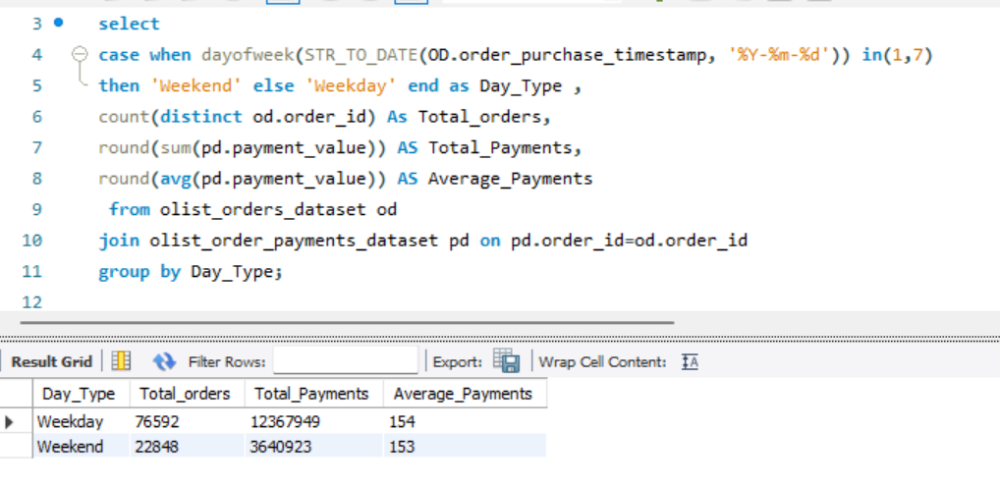 3 select
4 case when dayofweek(STR_TO_DATE(OD.order_purchase_timestamp, '%Y-%m-%d')) in(1,7)
5 then 'Weekend' else 'Weekday' end as Day_Type ,
6 count(distinct od.order_id) As Total_orders,
7 round(sum(pd.payment_value)) AS Total_Payments,
8 round(avg(pd.payment_value)) AS Average_Payments
9 from olist_orders_dataset od
10 join olist_order_payments_dataset pd on pd.order_id=od.order_id
11 group by Day_Type;
12
Result Grid Filter Rows: Export: Wrap Cell Content: IA
Day_Type Total_orders Total_Payments Average_Payments
Weekday 76592 12367949 154
Weekend 22848 3640923 153